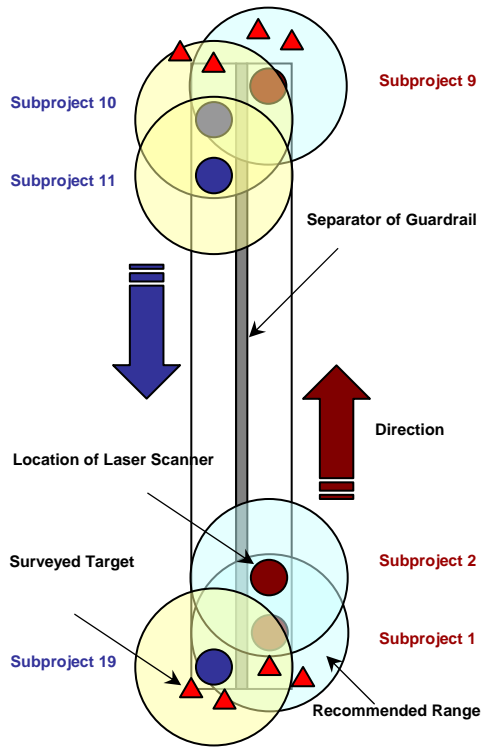 Subproject 9
Subproject 10
Subproject 11
Separator of Guardrail
Direction
Location of Laser Scanner
Surveyed Target
Subproject 2
Subproject 1
Subproject 19
Recommended Range